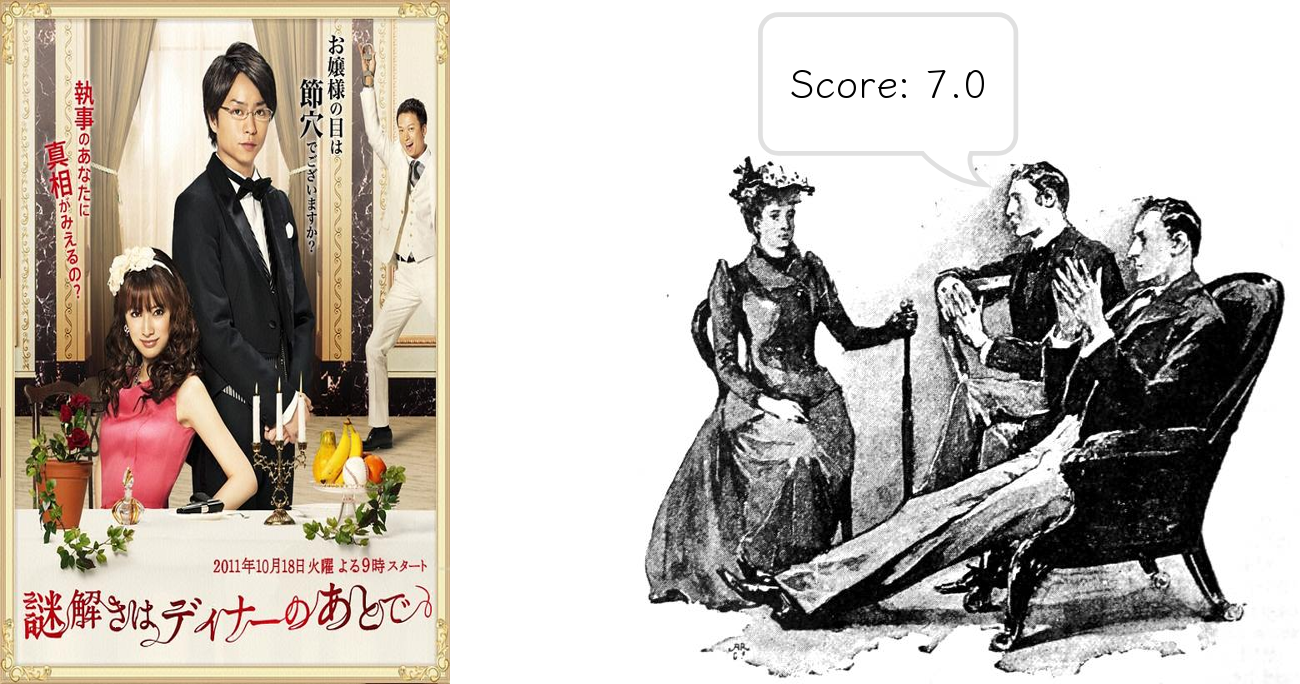 お嬢様の目は
節穴でございますか?
執事のあなたに
真相がみえるの?
2011年10月18日 火曜 よる9時スタート
謎解きはディナーのあとで
Score: 7.0